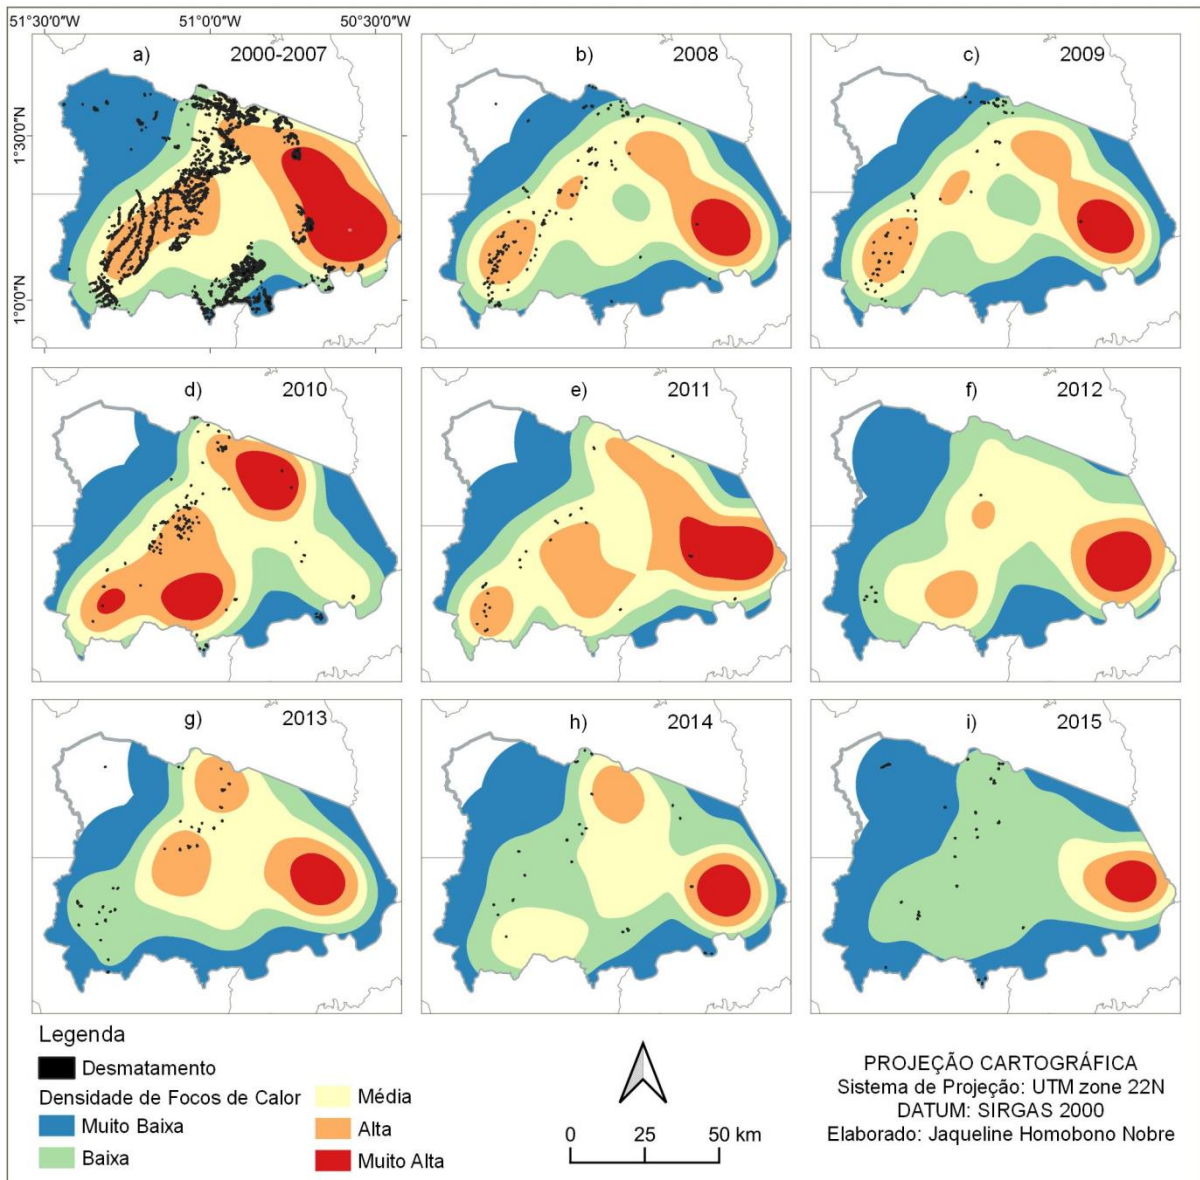 51°30'0"W 51°0'0"W 50°30'0"W
a) 2000-2007
b) 2008
c) 2009
1°30'0"N
1°0'0"N
d) 2010
e) 2011
f) 2012
g) 2013
h) 2014
i) 2015
Legenda
Desmatamento
Densidade de Focos de Calor
Muito Baixa
Baixa
Média
Alta
Muito Alta
0 25 50 km
PROJEÇÃO CARTOGRÁFICA
Sistema de Projeção: UTM zone 22N
DATUM: SIRGAS 2000
Elaborado: Jaqueline Homobono Nobre